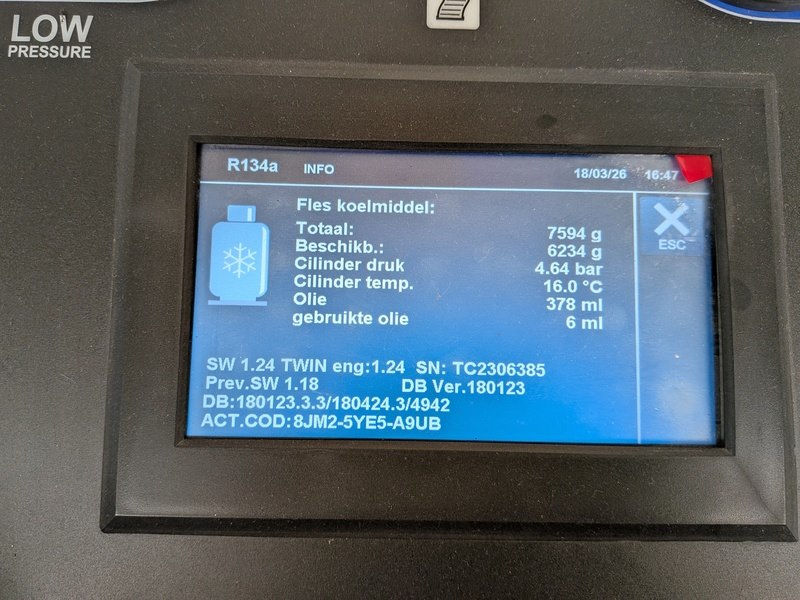 LOW
PRESSURE
R134a INFO 18/03/26 16:47
Fles koelmiddel:
Totaal: 7594 g
Beschikb.: 6234 g
Cilinder druk 4.64 bar
Cilinder temp. 16.0 °C
Olie 378 ml
gebruikte olie 6 ml
ESC
SW 1.24 TWIN eng:1.24 SN: TC2306385
Prev.SW 1.18 DB Ver.180123
DB:180123.3.3/180424.3/4942
ACT.COD:8JM2-5YE5-A9UB